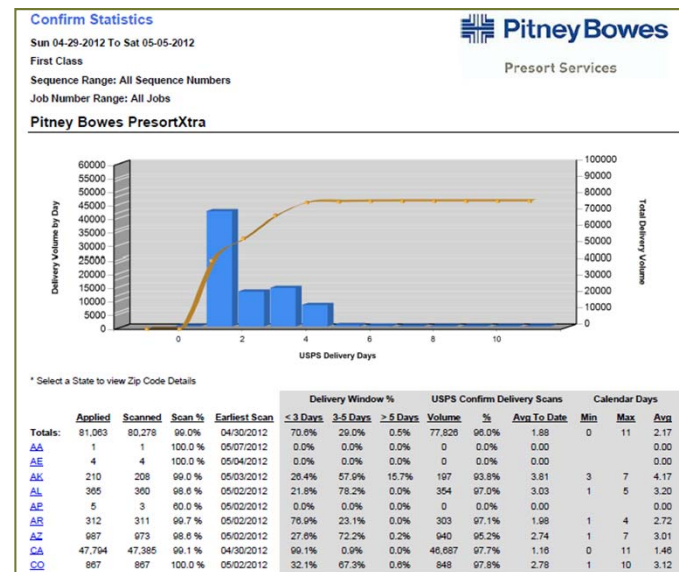 Confirm Statistics
Sun 04-29-2012 To Sat 05-05-2012
First Class
Sequence Range: All Sequence Numbers
Job Number Range: All Jobs
Pitney Bowes
Presort Services
Pitney Bowes PresortXtra
60000
55000
50000
45000
40000
35000
30000
25000
20000
15000
10000
5000
0
Delivery Volume by Day
100000
90000
80000
70000
60000
50000
40000
30000
20000
10000
0
Total Delivery Volume
0 2 4 6 8 10
USPS Delivery Days
* Select a State to view Zip Code Details
Delivery Window % USPS Confirm Delivery Scans Calendar Days
Applied Scanned Scan % Earliest Scan < 3 Days 3-5 Days > 5 Days Volume % Avg To Date Min Max Avg
Totals: 81,063 80,278 99.0% 04/30/2012 70.6% 29.0% 0.5% 77,826 96.0% 1.88 0 11 2.17
AA 1 1 100.0 % 05/07/2012 0.0% 0.0% 0.0% 0 0.0% 0.00 0.00
AE 4 4 100.0 % 05/04/2012 0.0% 0.0% 0.0% 0 0.0% 0.00 0.00
AK 210 208 99.0 % 05/03/2012 26.4% 57.9% 15.7% 197 93.8% 3.81 3 7 4.17
AL 365 360 98.6 % 05/02/2012 21.8% 78.2% 0.0% 354 97.0% 3.03 1 5 3.20
AP 5 3 60.0 % 05/02/2012 0.0% 0.0% 0.0% 0 0.0% 0.00 0.00
AR 312 311 99.7 % 05/02/2012 76.9% 23.1% 0.0% 303 97.1% 1.98 1 4 2.72
AZ 987 973 98.6 % 05/02/2012 27.6% 72.2% 0.2% 940 95.2% 2.74 1 7 3.01
CA 47,794 47,385 99.1 % 04/30/2012 99.1% 0.9% 0.0% 46,687 97.7% 1.16 0 11 1.46
CO 867 867 100.0 % 05/02/2012 32.1% 67.3% 0.6% 848 97.8% 2.78 1 10 3.12